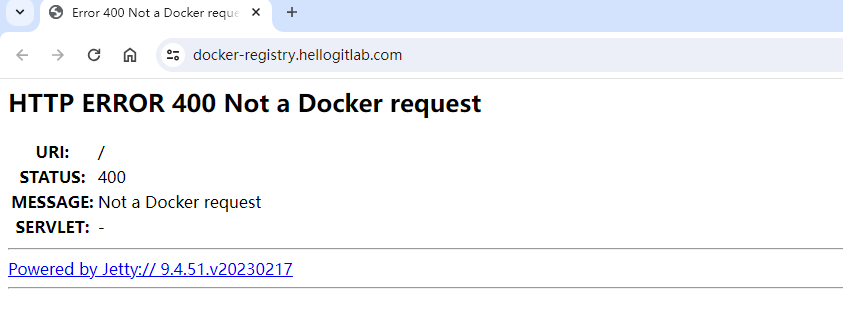 Error 400 Not a Docker reque
docker-registry.hellogitlab.com
HTTP ERROR 400 Not a Docker request
URI: /
STATUS: 400
MESSAGE: Not a Docker request
SERVLET: -
Powered by Jetty:// 9.4.51.v20230217